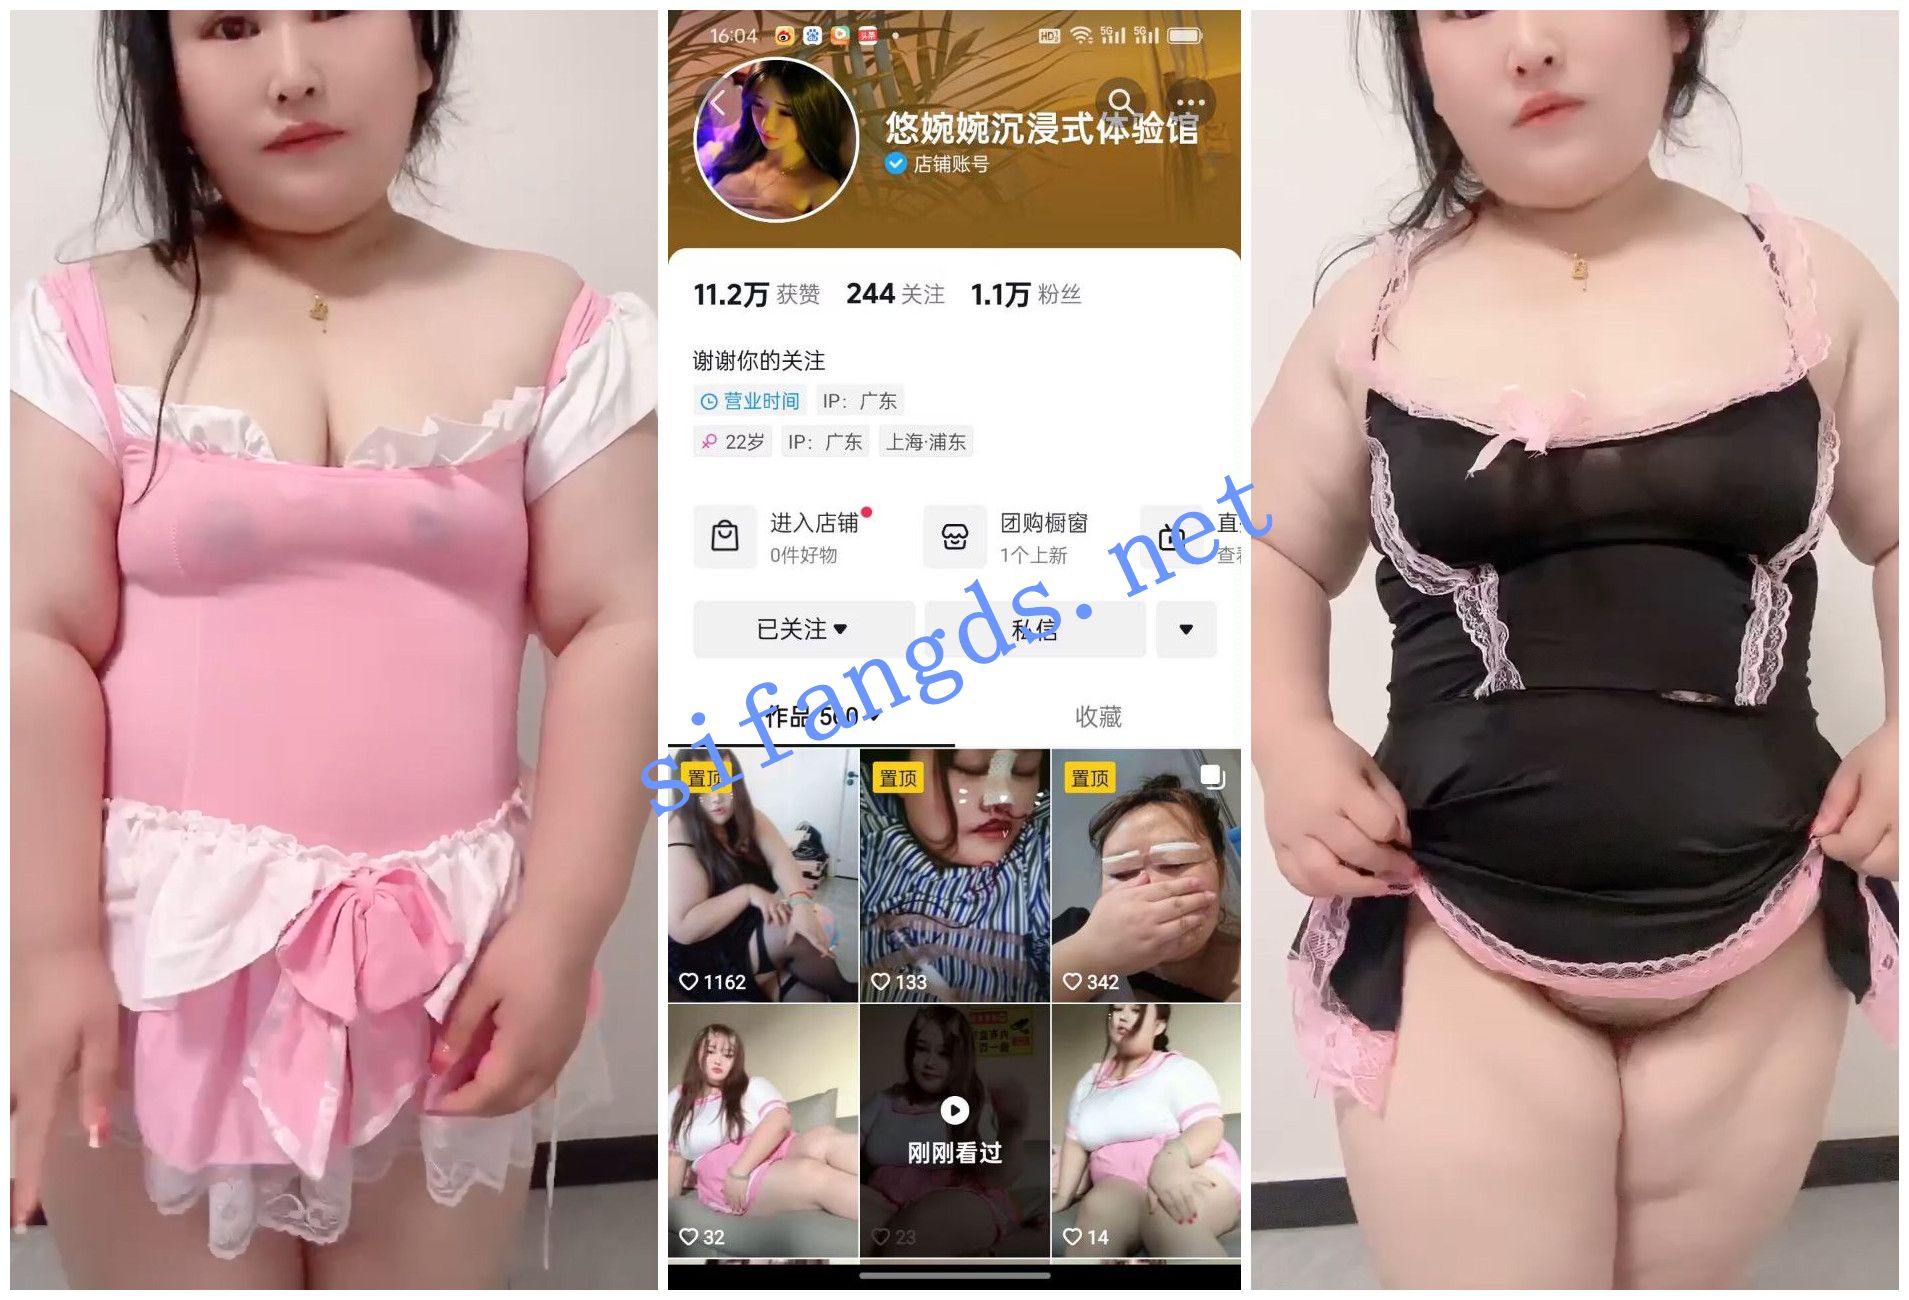 16:04
悠婉婉沉浸式体验馆
店铺账号
11.2万 获赞 244 关注 1.1万 粉丝
谢谢你的关注
营业时间 IP：广东
22岁 IP：广东 上海·浦东
进入店铺 团购橱窗 直
0件好物 1个上新 查看
已关注 私信
作品 560 收藏
sifangds.net
置顶 置顶 置顶
1162 133 342
刚刚看过
32 23 14